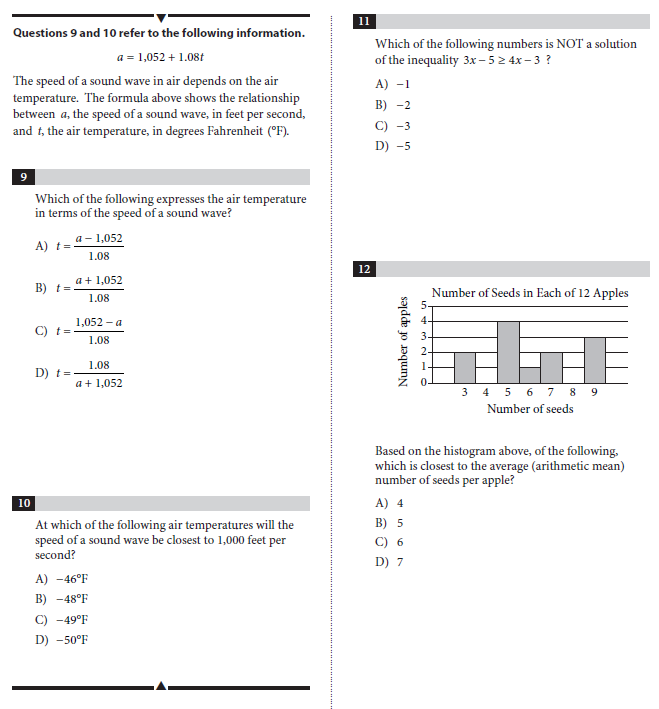 Questions 9 and 10 refer to the following information.
a = 1,052 + 1.08t
The speed of a sound wave in air depends on the air
temperature. The formula above shows the relationship
between a, the speed of a sound wave, in feet per second,
and t, the air temperature, in degrees Fahrenheit (ºF).
9
Which of the following expresses the air temperature
in terms of the speed of a sound wave?
A) t = a − 1,052
1.08
B) t = a + 1,052
1.08
C) t = 1,052 − a
1.08
D) t = 1.08
a + 1,052
10
At which of the following air temperatures will the
speed of a sound wave be closest to 1,000 feet per
second?
A) −46ºF
B) −48ºF
C) −49ºF
D) −50ºF
11
Which of the following numbers is NOT a solution
of the inequality 3x − 5 ≥ 4x − 3 ?
A) −1
B) −2
C) −3
D) −5
12
Number of Seeds in Each of 12 Apples
Number of apples
5
4
3
2
1
0
3 4 5 6 7 8 9
Number of seeds
Based on the histogram above, of the following,
which is closest to the average (arithmetic mean)
number of seeds per apple?
A) 4
B) 5
C) 6
D) 7